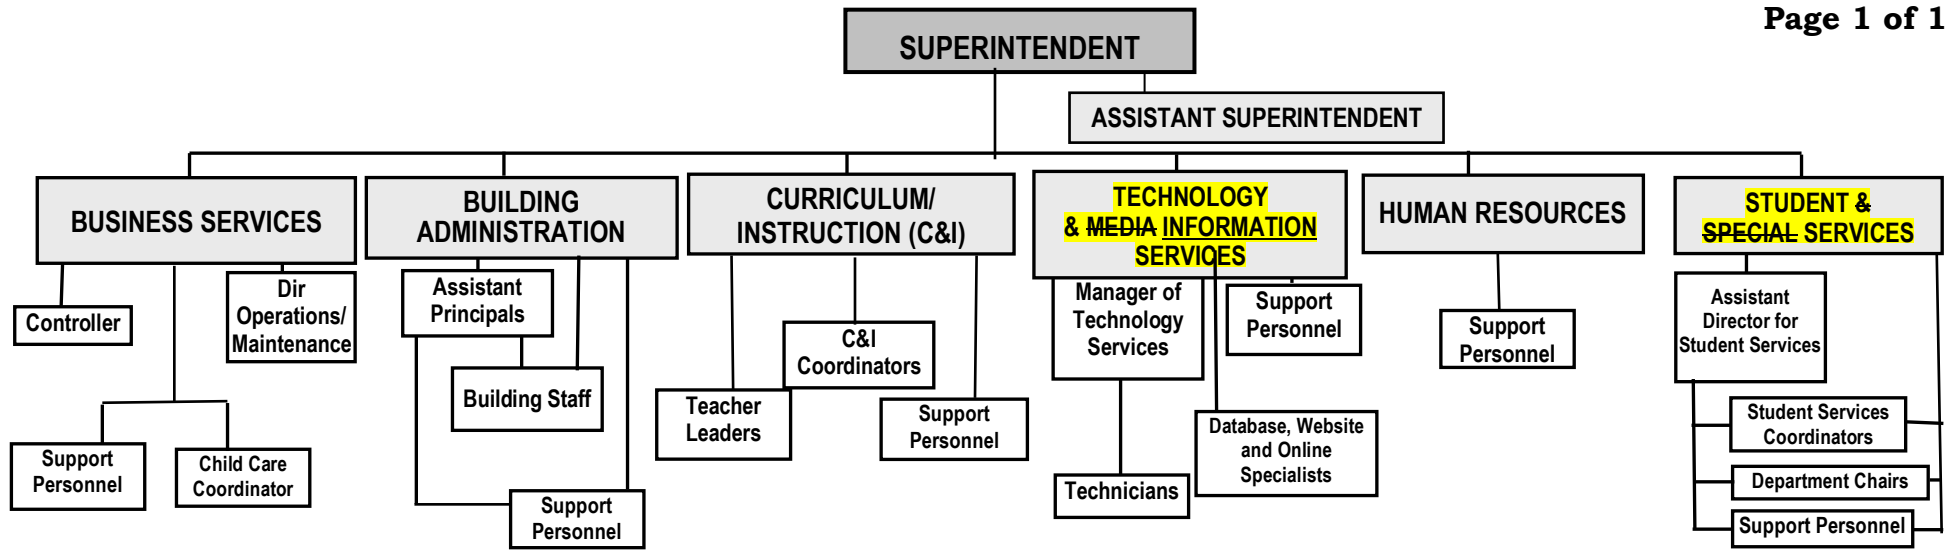 Page 1 of 1
SUPERINTENDENT
ASSISTANT SUPERINTENDENT
BUSINESS SERVICES
BUILDING
ADMINISTRATION
CURRICULUM/
INSTRUCTION (C&I)
TECHNOLOGY
& MEDIA INFORMATION
SERVICES
HUMAN RESOURCES
STUDENT &
SPECIAL SERVICES
Controller
Dir
Operations/
Maintenance
Support
Personnel
Child Care
Coordinator
Assistant
Principals
Building Staff
Support
Personnel
Teacher
Leaders
C&I
Coordinators
Support
Personnel
Manager of
Technology
Services
Support
Personnel
Technicians
Database, Website
and Online
Specialists
Support
Personnel
Assistant
Director for
Student Services
Student Services
Coordinators
Department Chairs
Support Personnel